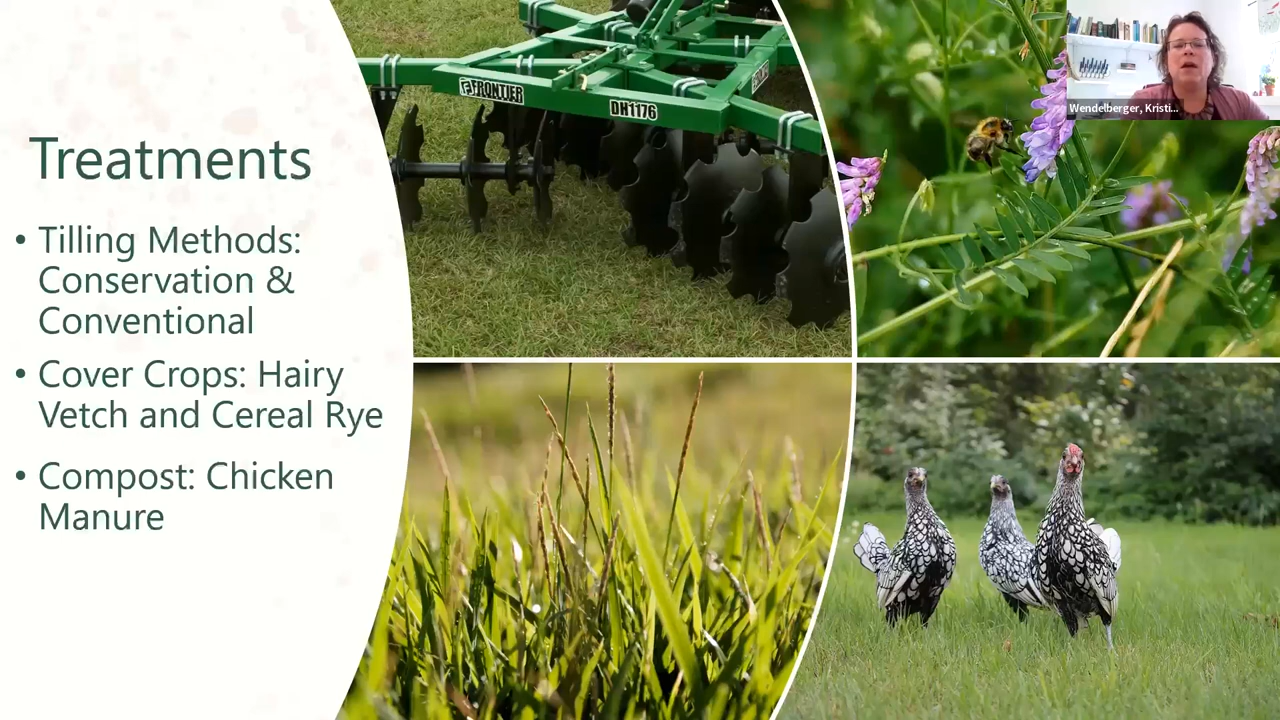 Treatments
• Tilling Methods:
Conservation &
Conventional
• Cover Crops: Hairy
Vetch and Cereal Rye
• Compost: Chicken
Manure
FRONTIER
DH1176
Wendelberger, Kristi...